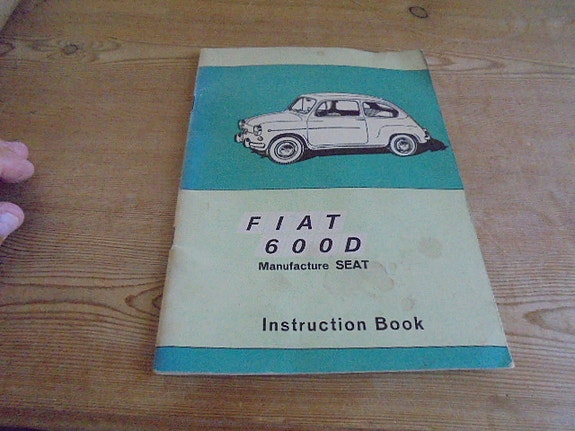 FIAT
600D
Manufacture SEAT
Instruction Book